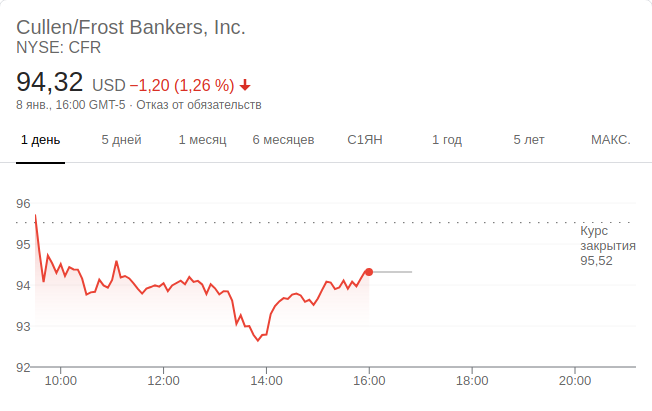 Cullen/Frost Bankers, Inc.
NYSE: CFR
94,32 USD −1,20 (1,26 %)
8 янв., 16:00 GMT-5 · Отказ от обязательств
1 день 5 дней 1 месяц 6 месяцев С1ЯН 1 год 5 лет МАКС.
96
Курс
95 закрытия
95,52
94
93
92
10:00 12:00 14:00 16:00 18:00 20:00